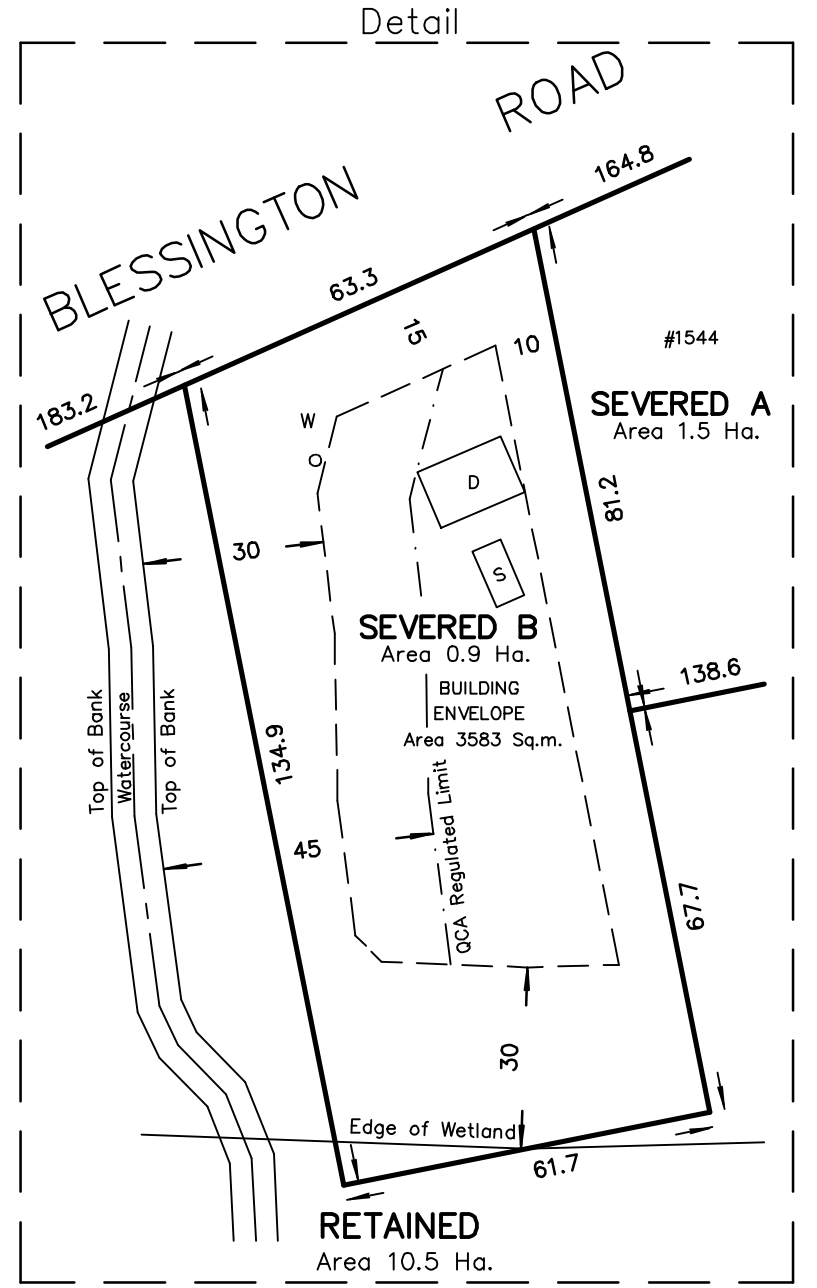 Detail
BLESSINGTON ROAD
164.8
63.3
183.2
15
10
#1544
SEVERED A
Area 1.5 Ha.
W
D
81.2
30
S
SEVERED B
Area 0.9 Ha.
BUILDING
ENVELOPE
Area 3583 Sq.m.
138.6
Top of Bank
Watercourse
Top of Bank
134.9
45
QCA Regulated Limit
67.7
30
Edge of Wetland
61.7
RETAINED
Area 10.5 Ha.